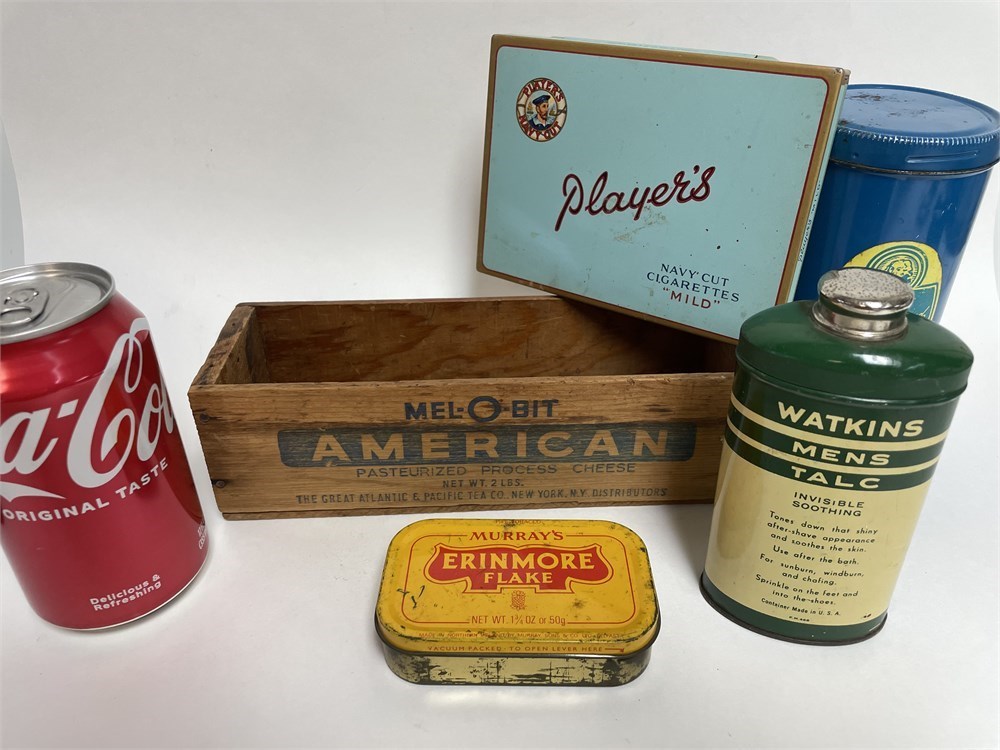 PLAYER'S
NAVY CUT
Player's
NAVY CUT
CIGARETTES
"MILD"
a-Cola
ORIGINAL TASTE
Delicious &
Refreshing
MEL-O-BIT
AMERICAN
PASTEURIZED PROCESS CHEESE
NET WT. 2 LBS.
THE GREAT ATLANTIC & PACIFIC TEA CO. NEW YORK, N.Y. DISTRIBUTORS
WATKINS
MENS
TALC
INVISIBLE
SOOTHING
Tones down that shiny
after-shave appearance
and soothes the skin.
Use after the bath.
For sunburn, windburn,
and chafing.
Sprinkle on the feet and
into the shoes.
Container Made in U.S.A.
MURRAY'S
ERINMORE
FLAKE
NET WT. 1¾ OZ OR 50g
VACUUM PACKED · TO OPEN LEVER HERE